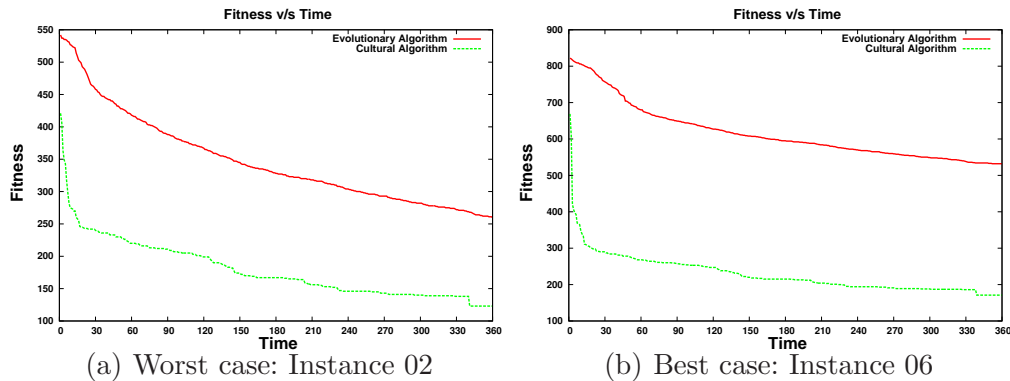 Fitness v/s Time
550
500
450
400
350
300
250
200
150
100
Fitness
Evolutionary Algorithm
Cultural Algorithm
0 30 60 90 120 150 180 210 240 270 300 330 360
Time
(a) Worst case: Instance 02
Fitness v/s Time
900
800
700
600
500
400
300
200
100
Fitness
Evolutionary Algorithm
Cultural Algorithm
0 30 60 90 120 150 180 210 240 270 300 330 360
Time
(b) Best case: Instance 06